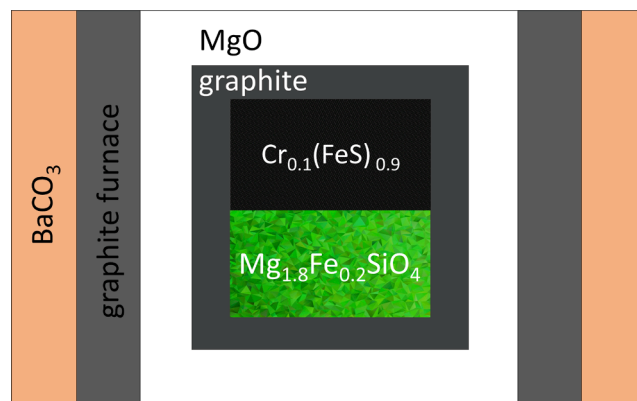 MgO
graphite
Cr₀.₁(FeS)₀.₉
Mg₁.₈Fe₀.₂SiO₄
BaCO₃
graphite furnace